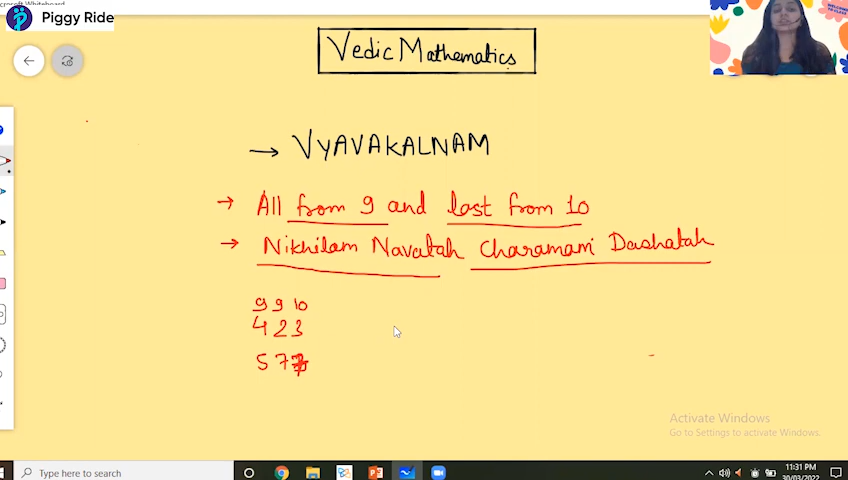 Microsoft Whiteboard
Piggy Ride
Vedic Mathematics
→ VYAVAKALNAM
→ All from 9 and last from 10
→ Nikhilam Navatah Charamam Dashatah
9 9 10
4 2 3
5 7 7
Activate Windows
Go to Settings to activate Windows.
Type here to search
11:31 PM
30/03/2022